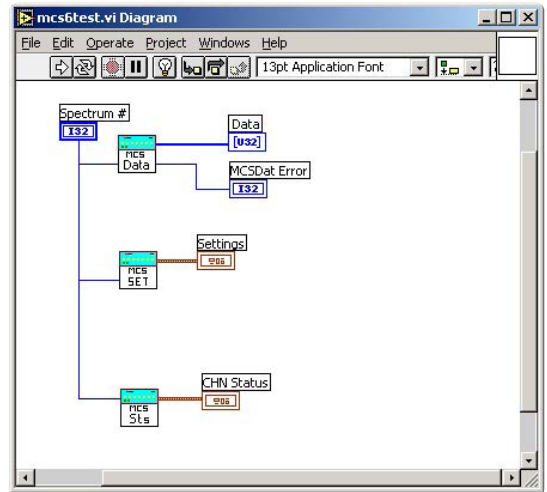 mcs6test.vi Diagram
File Edit Operate Project Windows Help
13pt Application Font
Spectrum #
I32
MCS
Data
Data
[U32]
MCSDat Error
I32
Settings
MCS
SET
CHN Status
MCS
Sts